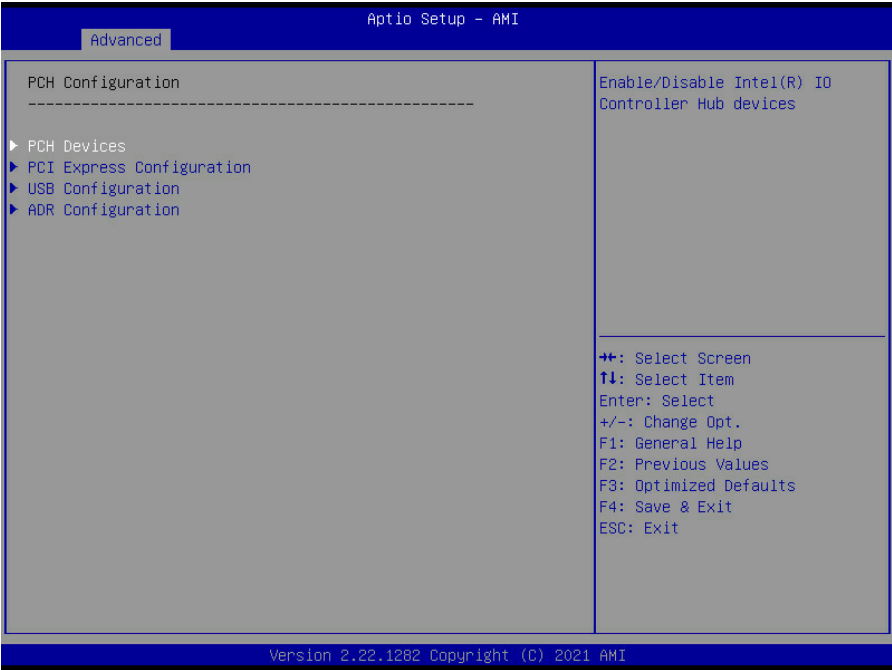 Aptio Setup – AMI
Advanced
PCH Configuration
--------------------------------------------------
▶ PCH Devices
▶ PCI Express Configuration
▶ USB Configuration
▶ ADR Configuration
Enable/Disable Intel(R) IO
Controller Hub devices
→←: Select Screen
↑↓: Select Item
Enter: Select
+/-: Change Opt.
F1: General Help
F2: Previous Values
F3: Optimized Defaults
F4: Save & Exit
ESC: Exit
Version 2.22.1282 Copyright (C) 2021 AMI